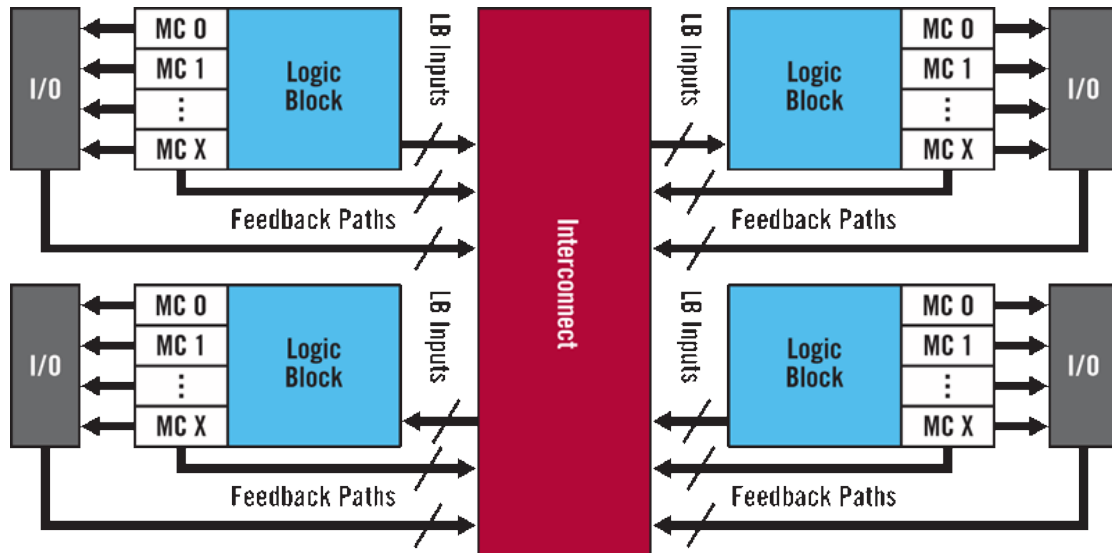 I/O
MC 0
MC 1
⋮
MC X
Logic
Block
LB Inputs
Feedback Paths
Interconnect
LB Inputs
Logic
Block
MC 0
MC 1
⋮
MC X
I/O
Feedback Paths
I/O
MC 0
MC 1
⋮
MC X
Logic
Block
LB Inputs
Feedback Paths
LB Inputs
Logic
Block
MC 0
MC 1
⋮
MC X
I/O
Feedback Paths